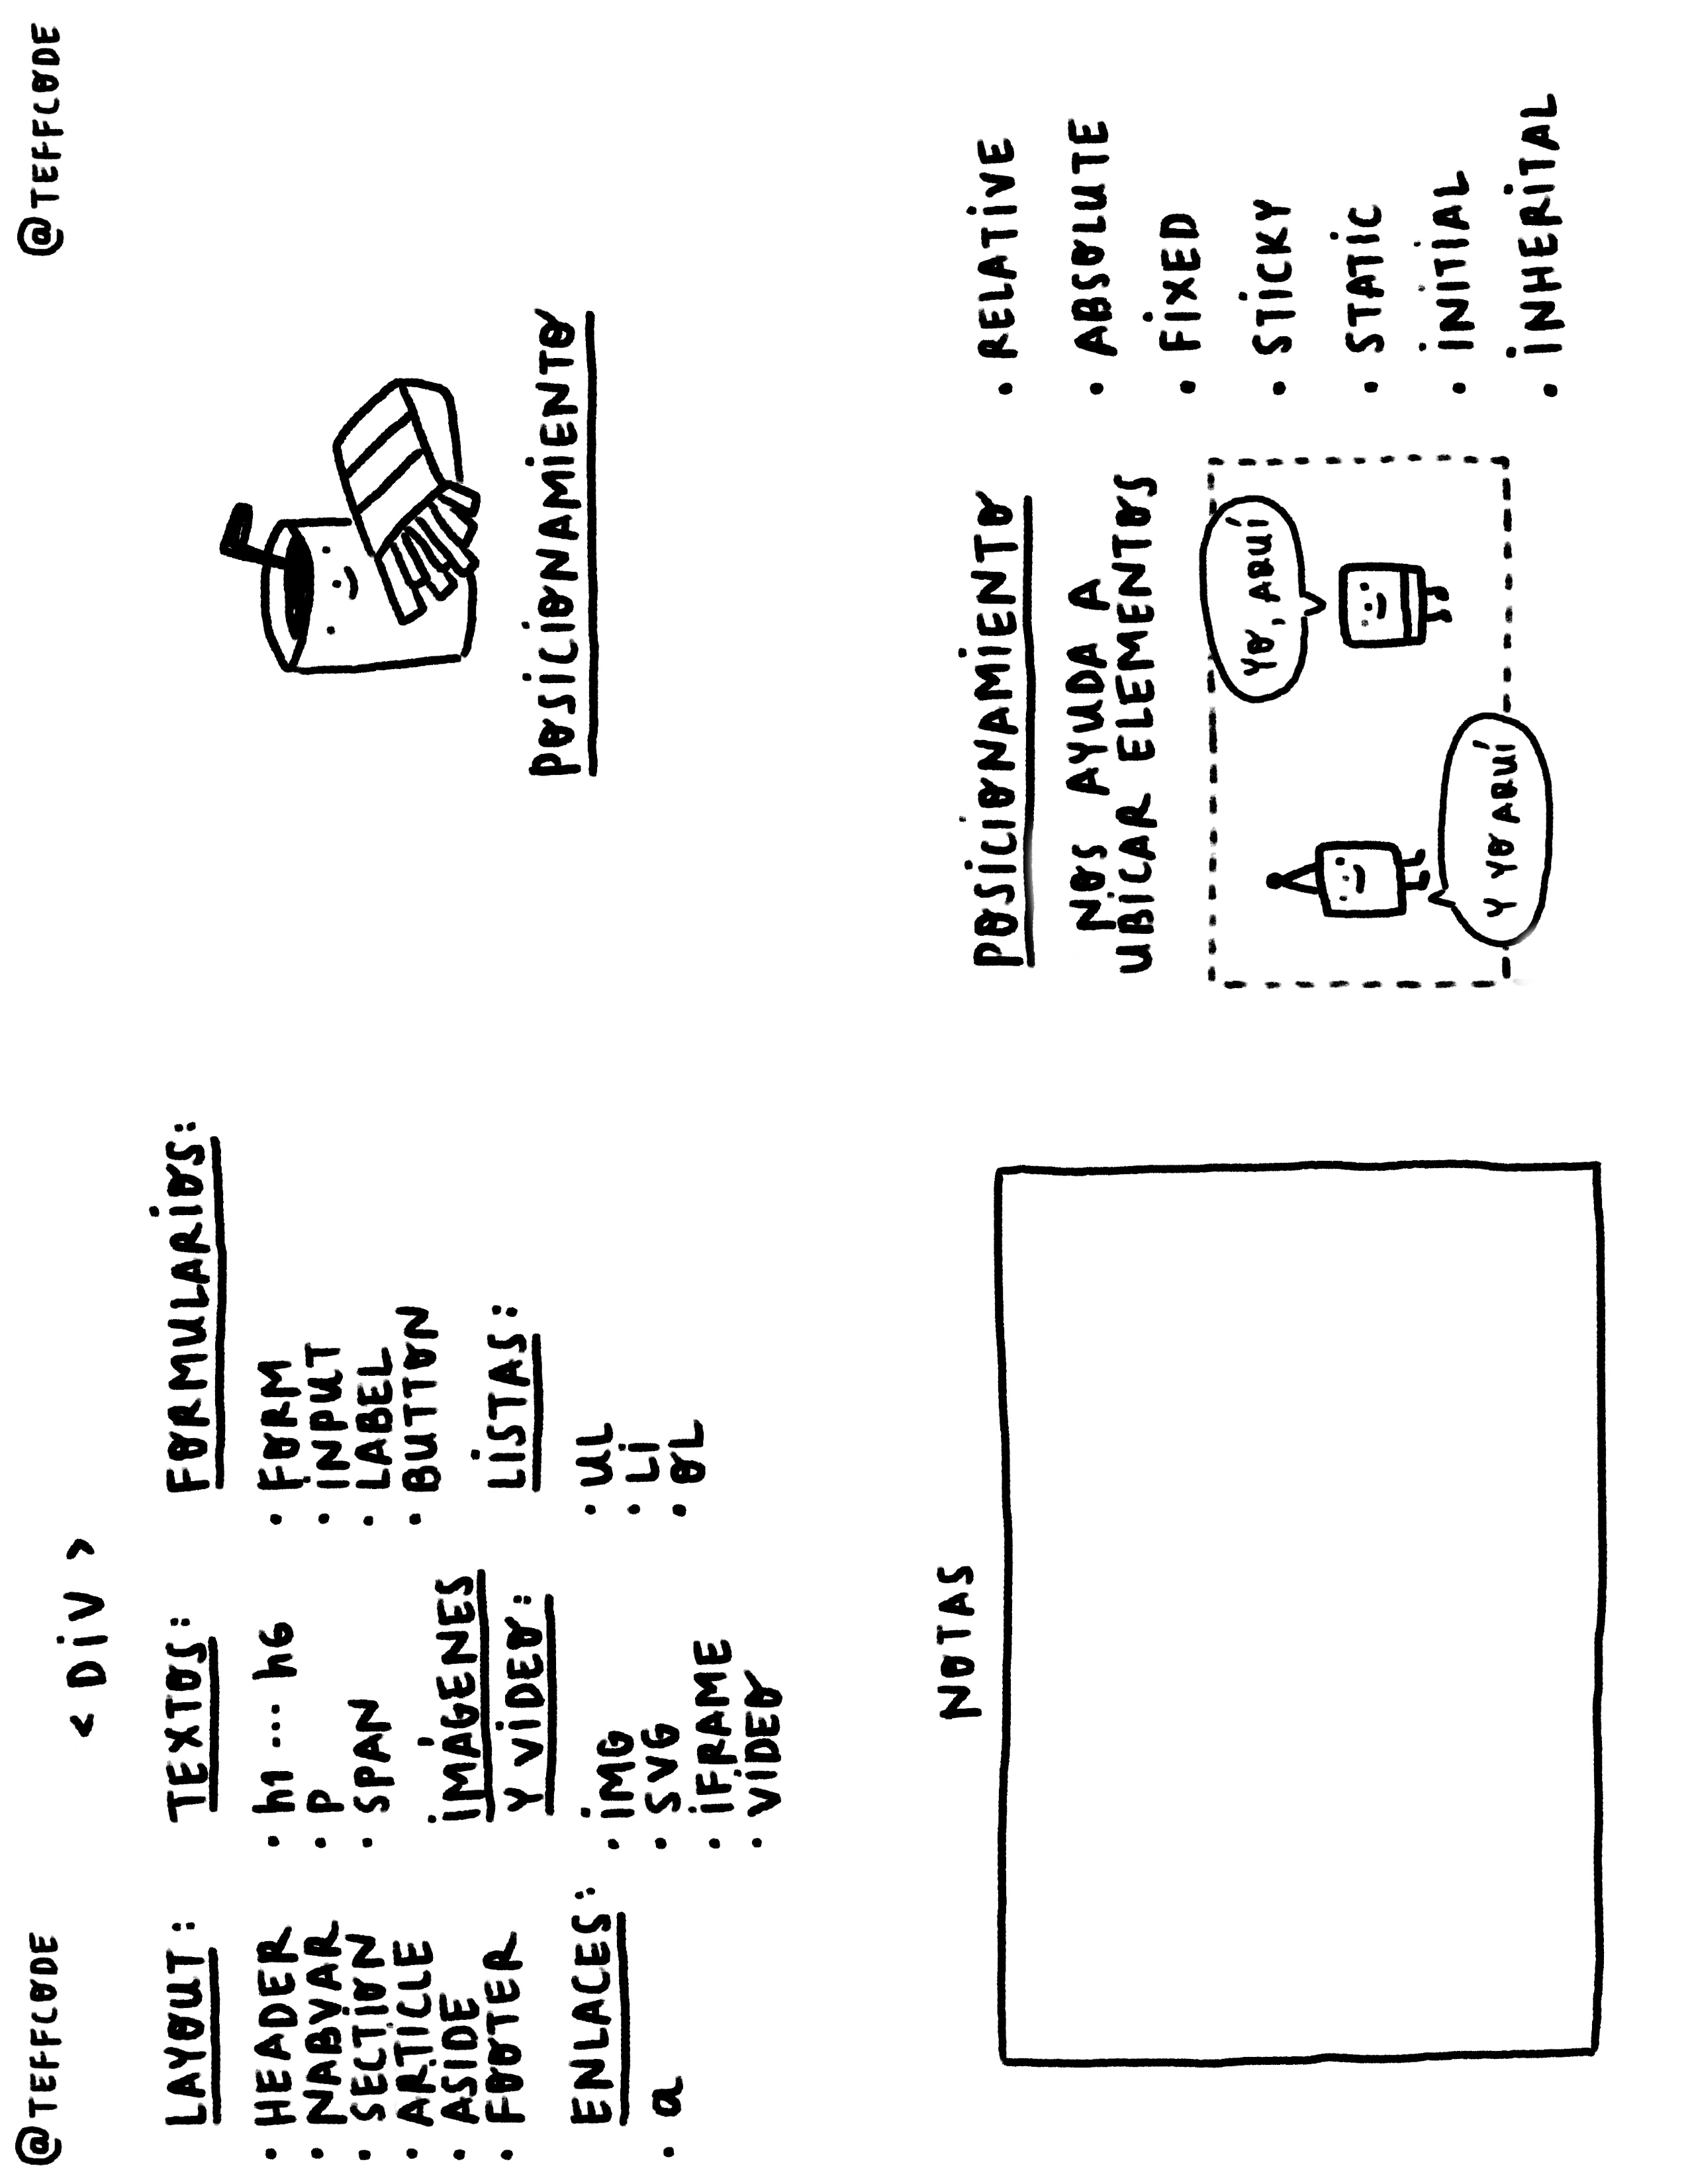 @TEFFCODE
< DiV >
LAYOUT:
• HEADER
• NABVAR
• SECTiON
• ARTiCLE
• ASiDE
• FOOTER
ENLACES:
• a
TEXTOS:
• h1 ... h6
• P
• SPAN
iMÁGENES
Y ViDEO:
• iMG
• SVG
• iFRAME
• ViDEO
FORMULARiOS:
• FORM
• iNPUT
• LABEL
• BUTTON
LiSTAS:
• UL
• Li
• OL
@TEFFCODE
POSiCiONAMiENTO
NOTAS
POSiCiONAMiENTO
NOS AYUDA A
UBiCAR ELEMENTOS
YO, AQUÍ
Y YO AQUÍ
• RELATiVE
• ABSOLUTE
• FiXED
• STiCKY
• STATiC
• iNiTiAL
• iNHERiTAL